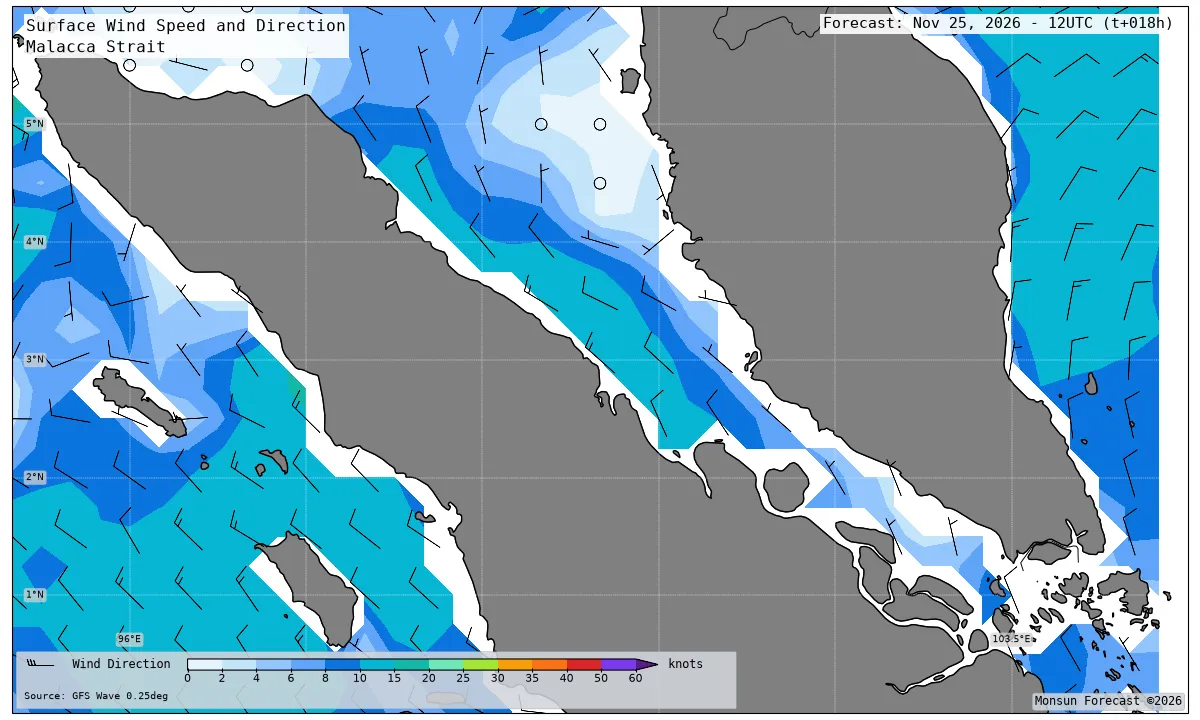 Surface Wind Speed and Direction
Malacca Strait
Forecast: Nov 25, 2026 - 12UTC (t+018h)
5°N
4°N
3°N
2°N
1°N
96°E
103.5°E
Wind Direction
knots
0 2 4 6 8 10 15 20 25 30 35 40 50 60
Source: GFS Wave 0.25deg
Monsun Forecast ©2026